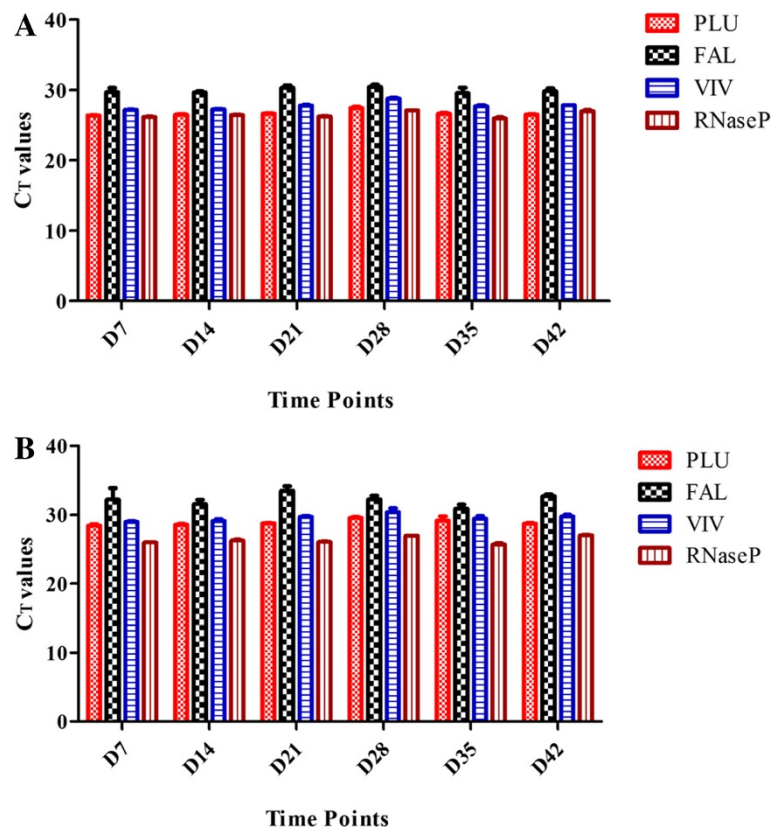 A
40
30
20
10
0
CT values
D7 D14 D21 D28 D35 D42
Time Points
PLU
FAL
VIV
RNaseP
B
40
30
20
10
0
CT values
D7 D14 D21 D28 D35 D42
Time Points
PLU
FAL
VIV
RNaseP